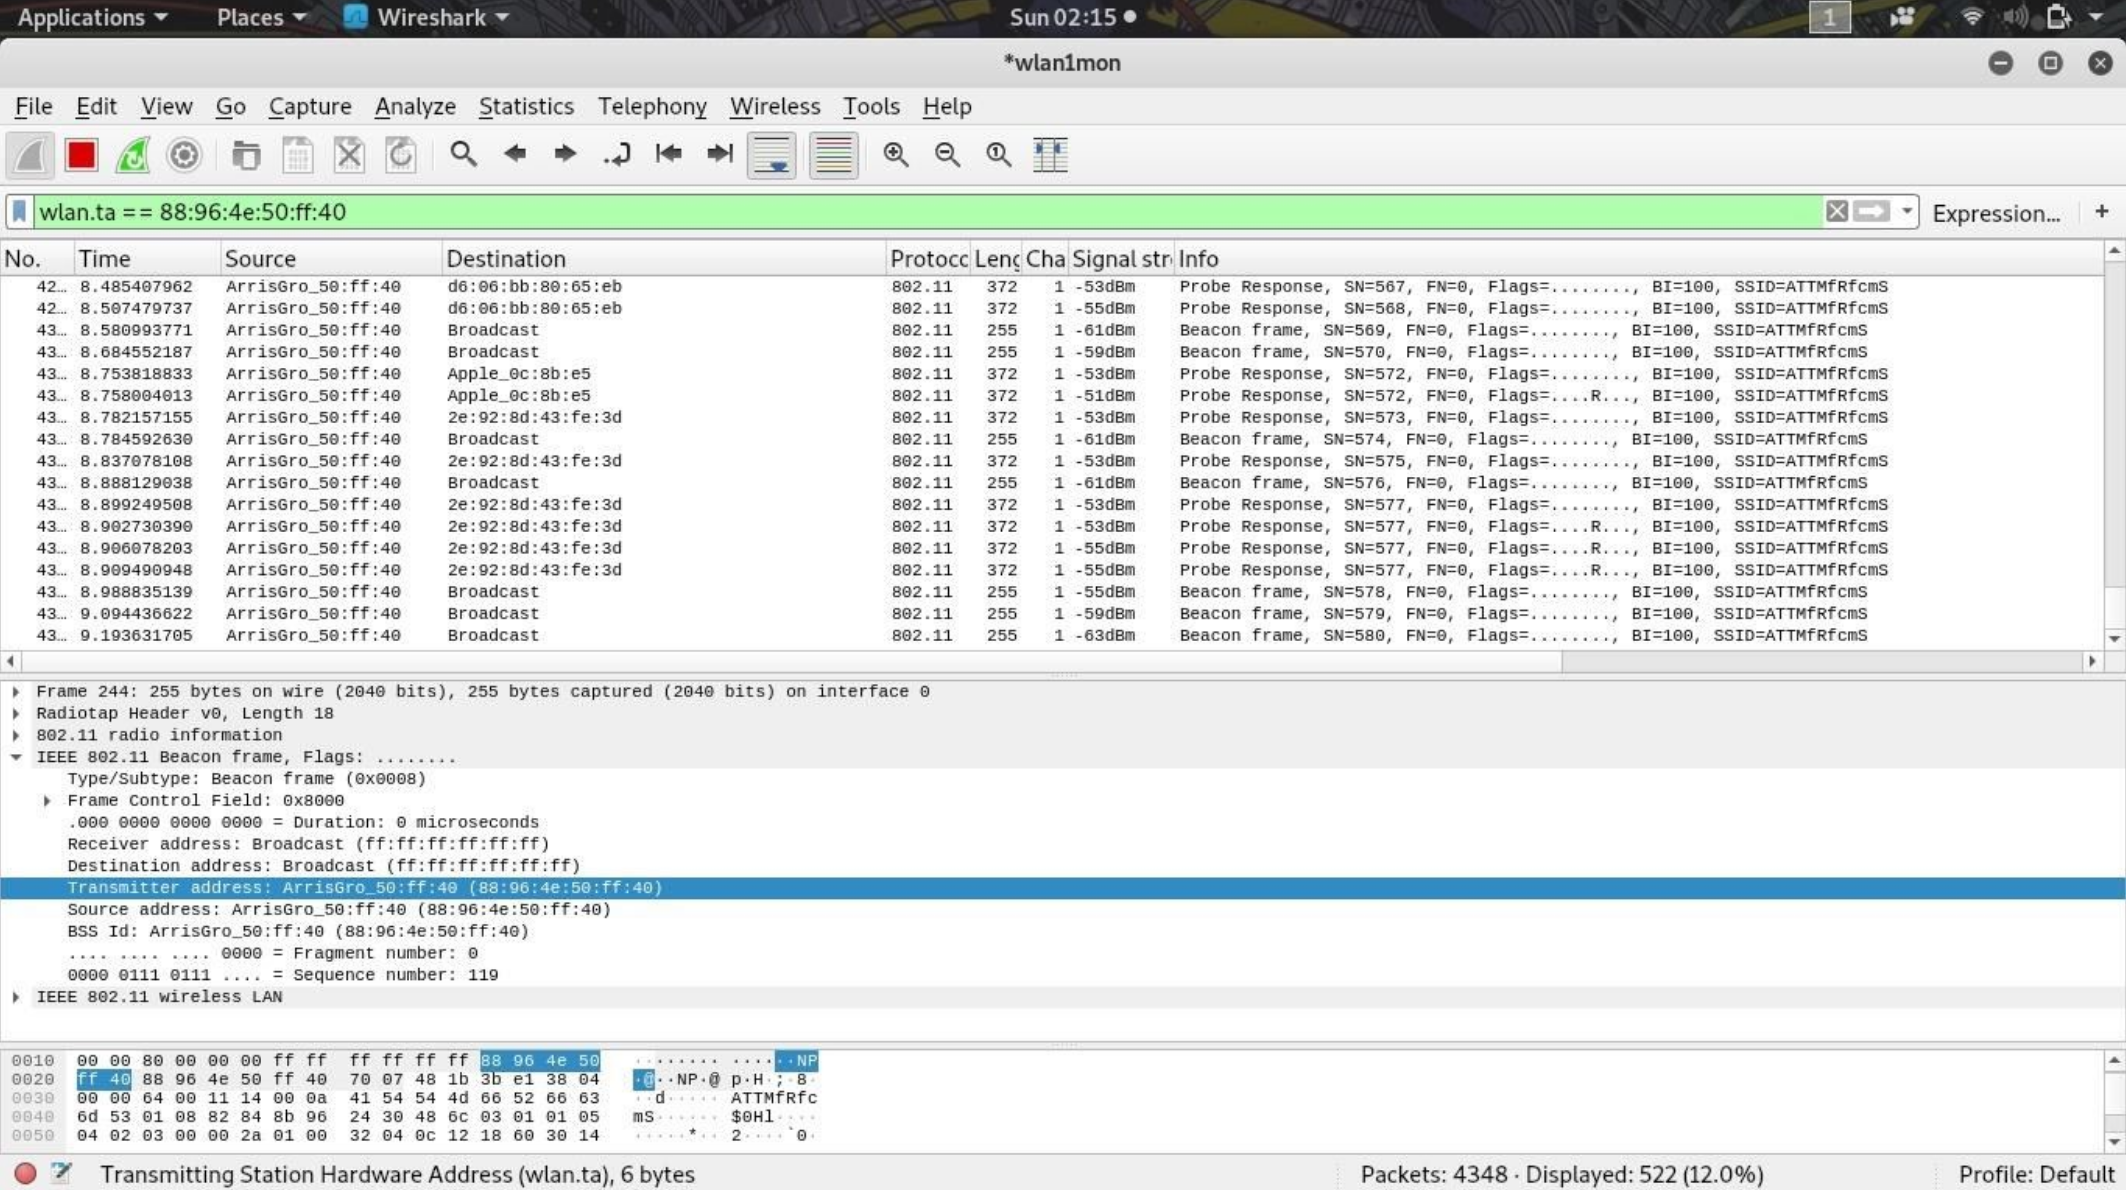 Applications Places Wireshark Sun 02:15 1
*wlan1mon
File Edit View Go Capture Analyze Statistics Telephony Wireless Tools Help
wlan.ta == 88:96:4e:50:ff:40 Expression... +
No. Time Source Destination Protocc Leng Cha Signal str Info
42… 8.485407962 ArrisGro_50:ff:40 d6:06:bb:80:65:eb 802.11 372 1 -53dBm Probe Response, SN=567, FN=0, Flags=........, BI=100, SSID=ATTMfRfcmS
42… 8.507479737 ArrisGro_50:ff:40 d6:06:bb:80:65:eb 802.11 372 1 -55dBm Probe Response, SN=568, FN=0, Flags=........, BI=100, SSID=ATTMfRfcmS
43… 8.580993771 ArrisGro_50:ff:40 Broadcast 802.11 255 1 -61dBm Beacon frame, SN=569, FN=0, Flags=........, BI=100, SSID=ATTMfRfcmS
43… 8.684552187 ArrisGro_50:ff:40 Broadcast 802.11 255 1 -59dBm Beacon frame, SN=570, FN=0, Flags=........, BI=100, SSID=ATTMfRfcmS
43… 8.753818833 ArrisGro_50:ff:40 Apple_0c:8b:e5 802.11 372 1 -53dBm Probe Response, SN=572, FN=0, Flags=........, BI=100, SSID=ATTMfRfcmS
43… 8.758004013 ArrisGro_50:ff:40 Apple_0c:8b:e5 802.11 372 1 -51dBm Probe Response, SN=572, FN=0, Flags=....R..., BI=100, SSID=ATTMfRfcmS
43… 8.782157155 ArrisGro_50:ff:40 2e:92:8d:43:fe:3d 802.11 372 1 -53dBm Probe Response, SN=573, FN=0, Flags=........, BI=100, SSID=ATTMfRfcmS
43… 8.784592630 ArrisGro_50:ff:40 Broadcast 802.11 255 1 -61dBm Beacon frame, SN=574, FN=0, Flags=........, BI=100, SSID=ATTMfRfcmS
43… 8.837078108 ArrisGro_50:ff:40 2e:92:8d:43:fe:3d 802.11 372 1 -53dBm Probe Response, SN=575, FN=0, Flags=........, BI=100, SSID=ATTMfRfcmS
43… 8.888129038 ArrisGro_50:ff:40 Broadcast 802.11 255 1 -61dBm Beacon frame, SN=576, FN=0, Flags=........, BI=100, SSID=ATTMfRfcmS
43… 8.899249508 ArrisGro_50:ff:40 2e:92:8d:43:fe:3d 802.11 372 1 -53dBm Probe Response, SN=577, FN=0, Flags=........, BI=100, SSID=ATTMfRfcmS
43… 8.902730390 ArrisGro_50:ff:40 2e:92:8d:43:fe:3d 802.11 372 1 -53dBm Probe Response, SN=577, FN=0, Flags=....R..., BI=100, SSID=ATTMfRfcmS
43… 8.906078203 ArrisGro_50:ff:40 2e:92:8d:43:fe:3d 802.11 372 1 -55dBm Probe Response, SN=577, FN=0, Flags=....R..., BI=100, SSID=ATTMfRfcmS
43… 8.909490948 ArrisGro_50:ff:40 2e:92:8d:43:fe:3d 802.11 372 1 -55dBm Probe Response, SN=577, FN=0, Flags=....R..., BI=100, SSID=ATTMfRfcmS
43… 8.988835139 ArrisGro_50:ff:40 Broadcast 802.11 255 1 -55dBm Beacon frame, SN=578, FN=0, Flags=........, BI=100, SSID=ATTMfRfcmS
43… 9.094436622 ArrisGro_50:ff:40 Broadcast 802.11 255 1 -59dBm Beacon frame, SN=579, FN=0, Flags=........, BI=100, SSID=ATTMfRfcmS
43… 9.193631705 ArrisGro_50:ff:40 Broadcast 802.11 255 1 -63dBm Beacon frame, SN=580, FN=0, Flags=........, BI=100, SSID=ATTMfRfcmS
Frame 244: 255 bytes on wire (2040 bits), 255 bytes captured (2040 bits) on interface 0
Radiotap Header v0, Length 18
802.11 radio information
IEEE 802.11 Beacon frame, Flags: ........
Type/Subtype: Beacon frame (0x0008)
Frame Control Field: 0x8000
.000 0000 0000 0000 = Duration: 0 microseconds
Receiver address: Broadcast (ff:ff:ff:ff:ff:ff)
Destination address: Broadcast (ff:ff:ff:ff:ff:ff)
Transmitter address: ArrisGro_50:ff:40 (88:96:4e:50:ff:40)
Source address: ArrisGro_50:ff:40 (88:96:4e:50:ff:40)
BSS Id: ArrisGro_50:ff:40 (88:96:4e:50:ff:40)
.... .... .... 0000 = Fragment number: 0
0000 0111 0111 .... = Sequence number: 119
IEEE 802.11 wireless LAN
0010 00 00 80 00 00 00 ff ff ff ff ff ff 88 96 4e 50 ········ ······NP
0020 ff 40 88 96 4e 50 ff 40 70 07 48 1b 3b e1 38 04 ·@··NP·@ p·H·;·8·
0030 00 00 64 00 11 14 00 0a 41 54 54 4d 66 52 66 63 ··d····· ATTMfRfc
0040 6d 53 01 08 82 84 8b 96 24 30 48 6c 03 01 01 05 mS······ $0Hl····
0050 04 02 03 00 00 2a 01 00 32 04 0c 12 18 60 30 14 ·····*·· 2····`0·
Transmitting Station Hardware Address (wlan.ta), 6 bytes Packets: 4348 · Displayed: 522 (12.0%) Profile: Default